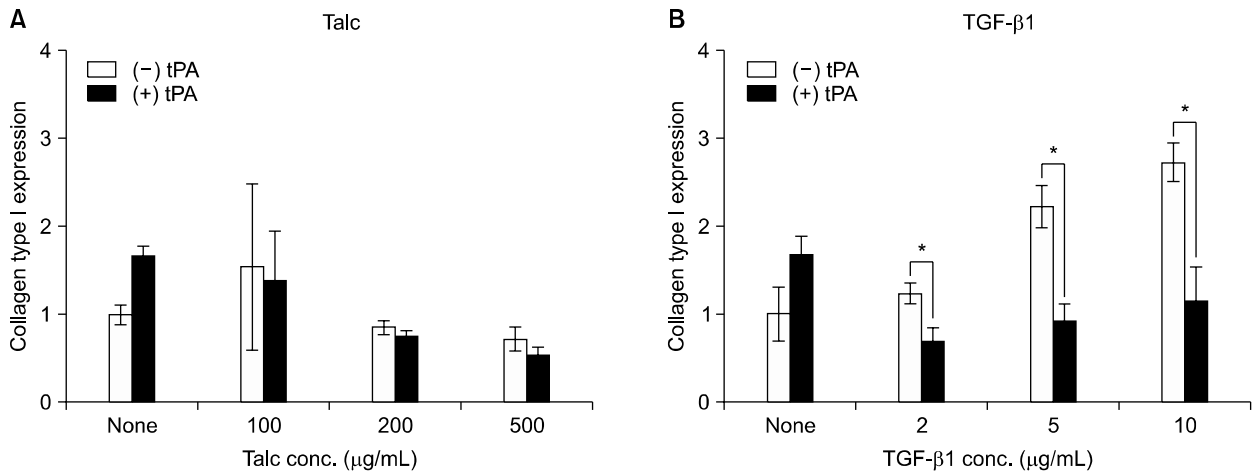 A
Talc
Collagen type I expression
4
3
2
1
0
(−) tPA
(+) tPA
None
100
200
500
Talc conc. (μg/mL)
B
TGF-β1
Collagen type I expression
4
3
2
1
0
(−) tPA
(+) tPA
*
*
*
None
2
5
10
TGF-β1 conc. (μg/mL)